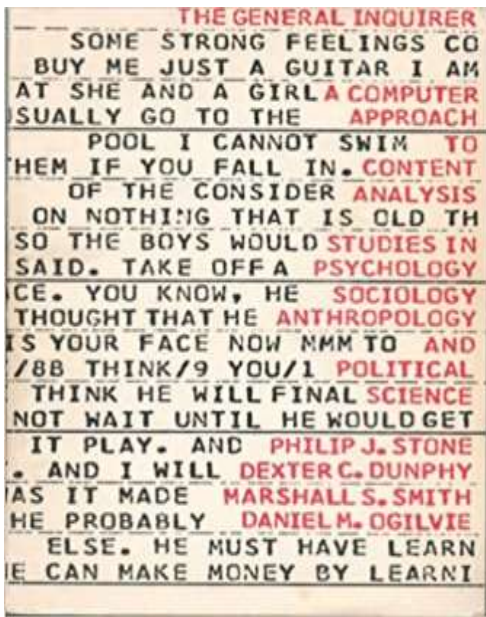 THE GENERAL INQUIRER
SOME STRONG FEELINGS CO
BUY ME JUST A GUITAR I AM
AT SHE AND A GIRL A COMPUTER
SUALLY GO TO THE APPROACH
POOL I CANNOT SWIM TO
HEM IF YOU FALL IN. CONTENT
OF THE CONSIDER ANALYSIS
ON NOTHING THAT IS OLD TH
SO THE BOYS WOULD STUDIES IN
SAID. TAKE OFF A PSYCHOLOGY
CE. YOU KNOW, HE SOCIOLOGY
THOUGHT THAT HE ANTHROPOLOGY
IS YOUR FACE NOW MMM TO AND
/88 THINK/9 YOU/1 POLITICAL
THINK HE WILL FINAL SCIENCE
NOT WAIT UNTIL HE WOULD GET
IT PLAY. AND PHILIP J. STONE
. AND I WILL DEXTER C. DUNPHY
AS IT MADE MARSHALL S. SMITH
HE PROBABLY DANIEL M. OGILVIE
ELSE. HE MUST HAVE LEARN
E CAN MAKE MONEY BY LEARNI